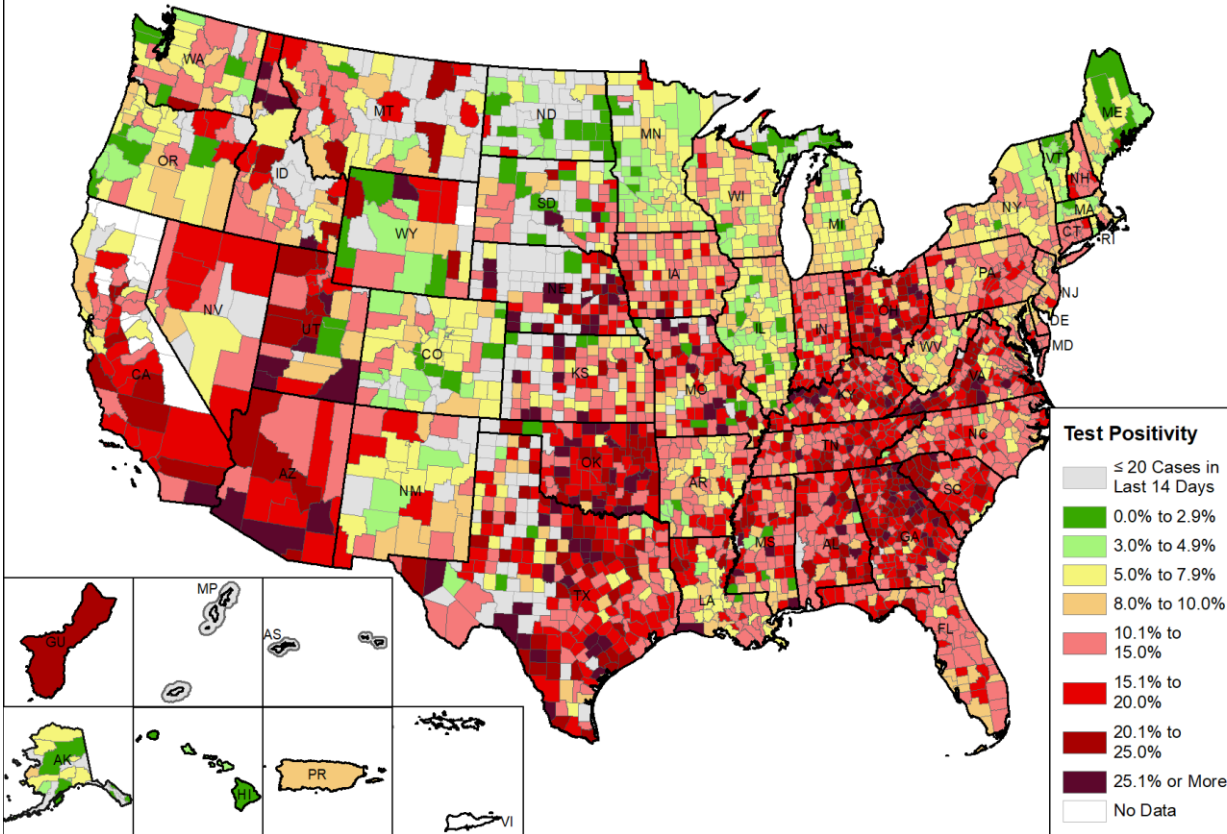 WA
MT
ND
MN
ME
OR
ID
SD
WI
VT
NH
NY
MA
WY
MI
CT
RI
IA
NE
PA
NV
NJ
UT
IL
IN
OH
DE
CO
WV
MD
CA
KS
MO
VA
KY
NC
TN
OK
AZ
NM
AR
SC
MS
AL
GA
TX
LA
FL
GU
MP
AS
AK
HI
PR
VI
Test Positivity
≤ 20 Cases in
Last 14 Days
0.0% to 2.9%
3.0% to 4.9%
5.0% to 7.9%
8.0% to 10.0%
10.1% to
15.0%
15.1% to
20.0%
20.1% to
25.0%
25.1% or More
No Data